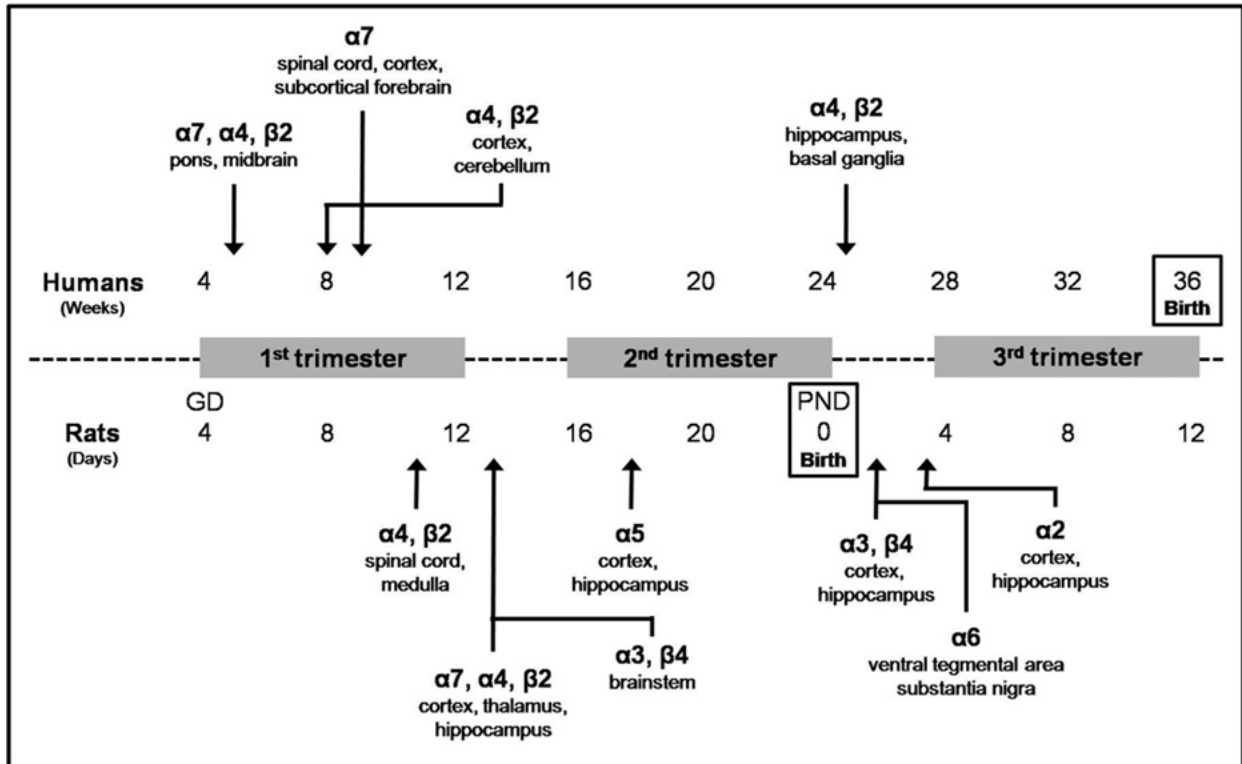 α7
spinal cord, cortex,
subcortical forebrain
α7, α4, β2
pons, midbrain
α4, β2
cortex,
cerebellum
α4, β2
hippocampus,
basal ganglia
Humans
(Weeks)
4 8 12 16 20 24 28 32 36
Birth
1st trimester 2nd trimester 3rd trimester
GD PND
Rats
(Days)
4 8 12 16 20 0 4 8 12
Birth
α4, β2
spinal cord,
medulla
α5
cortex,
hippocampus
α3, β4
cortex,
hippocampus
α2
cortex,
hippocampus
α7, α4, β2
cortex, thalamus,
hippocampus
α3, β4
brainstem
α6
ventral tegmental area
substantia nigra